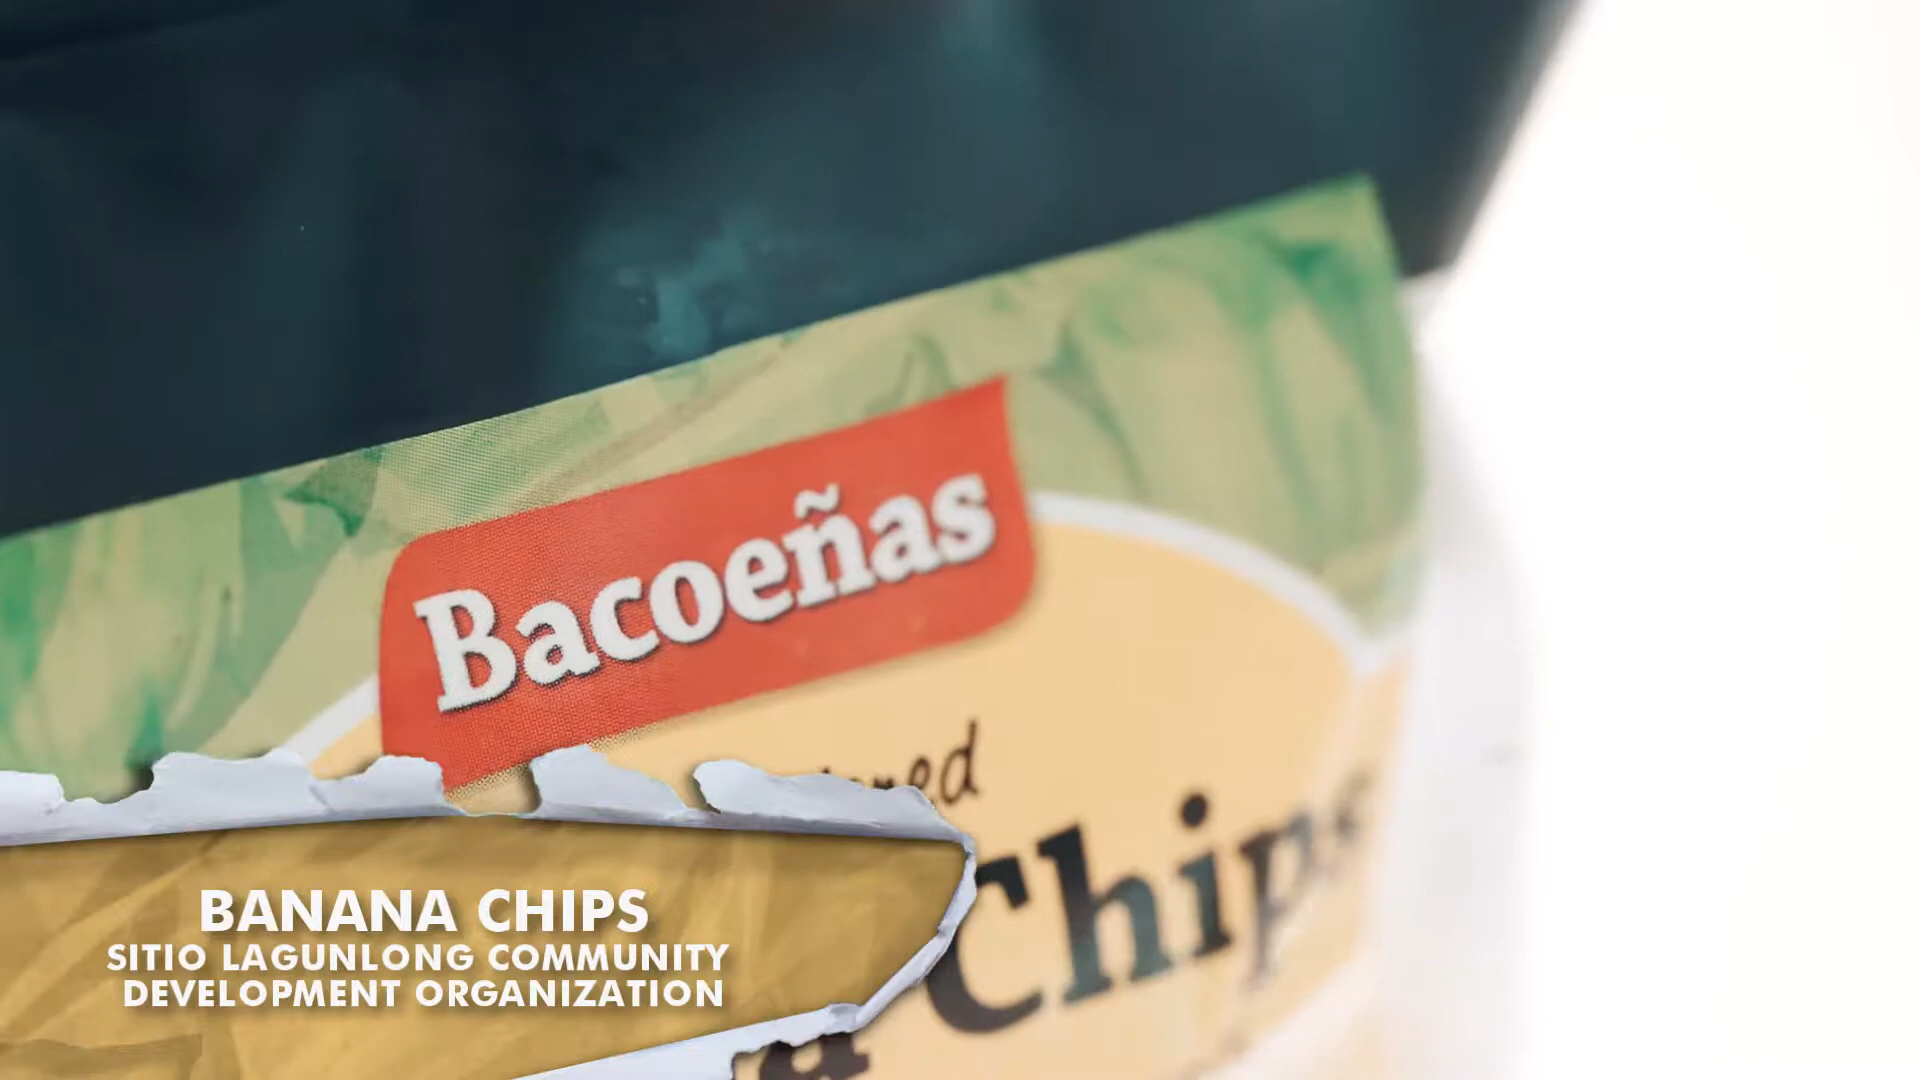 Bacoeñas
Chips
BANANA CHIPS
SITIO LAGUNLONG COMMUNITY
DEVELOPMENT ORGANIZATION